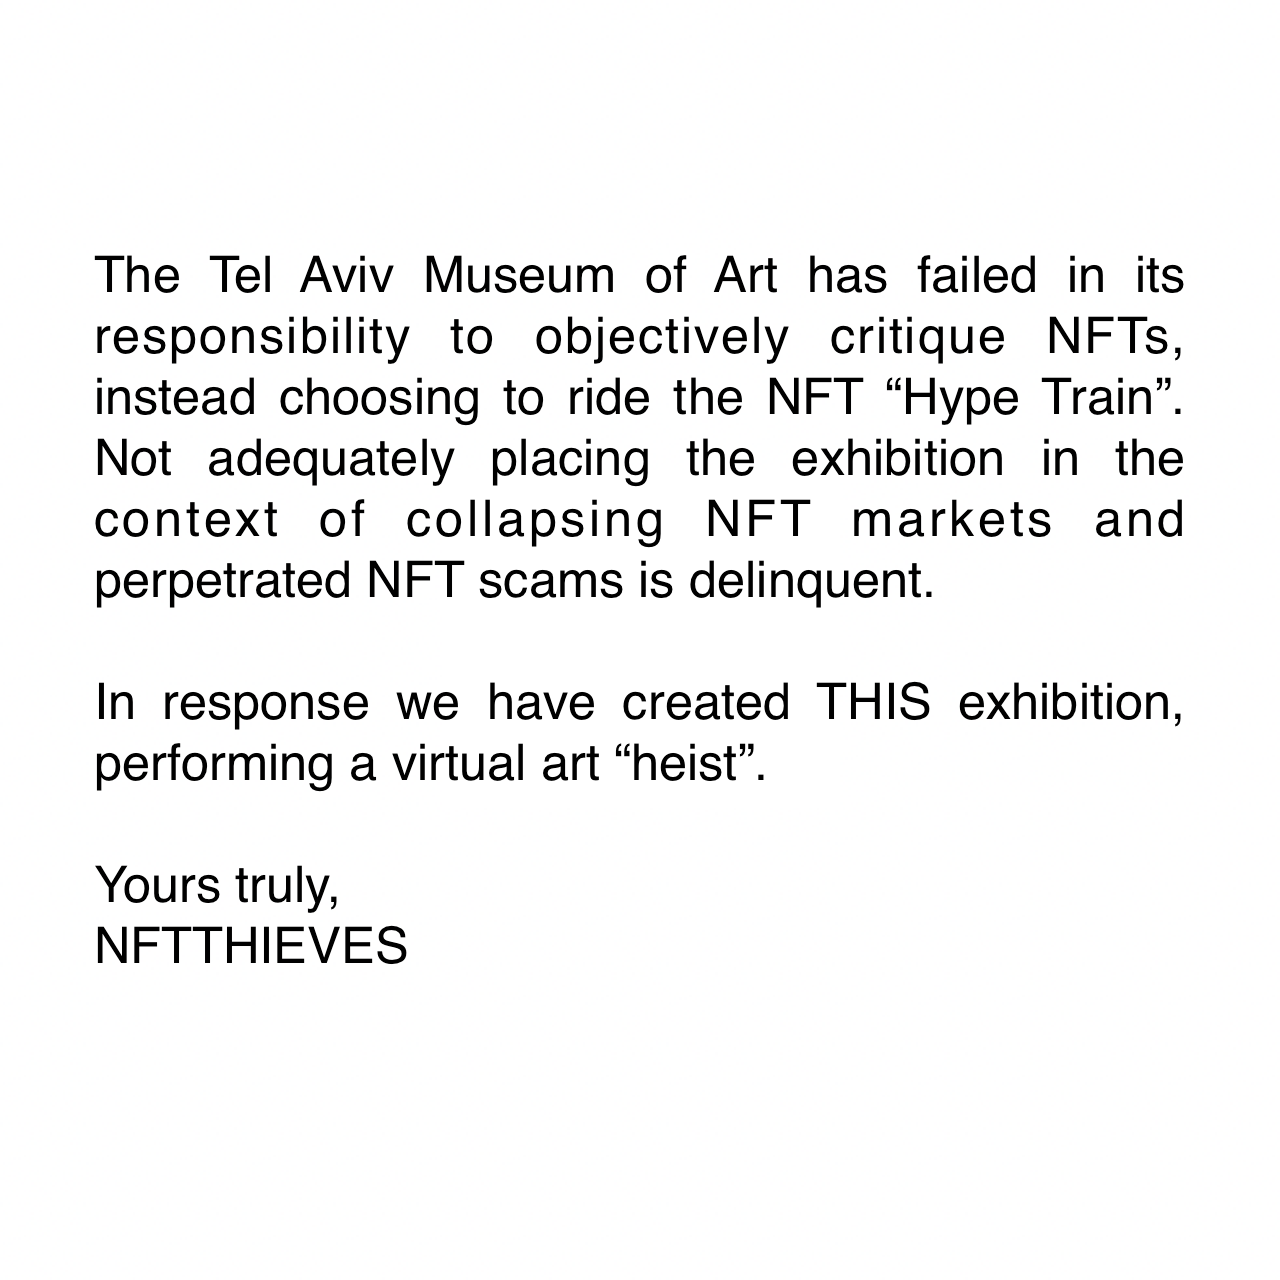 The Tel Aviv Museum of Art has failed in its
responsibility to objectively critique NFTs,
instead choosing to ride the NFT “Hype Train”.
Not adequately placing the exhibition in the
context of collapsing NFT markets and
perpetrated NFT scams is delinquent.
In response we have created THIS exhibition,
performing a virtual art “heist”.
Yours truly,
NFTTHIEVES